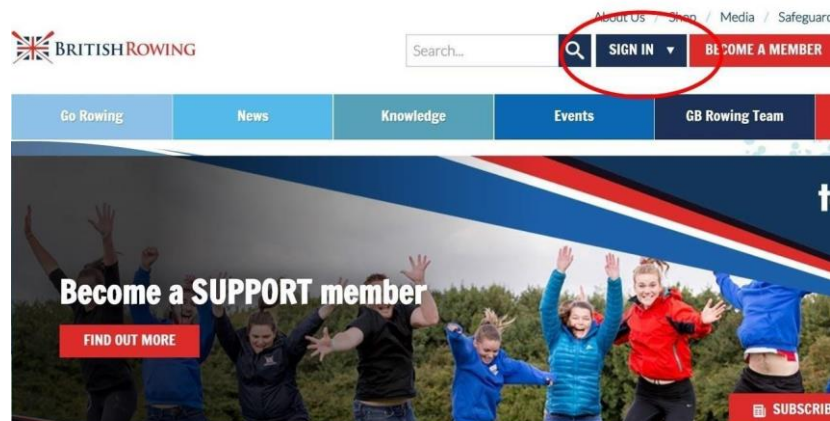 About Us / Shop / Media / Safeguard
BRITISH ROWING
Search...
SIGN IN ▼
BECOME A MEMBER
Go Rowing
News
Knowledge
Events
GB Rowing Team
t
Become a SUPPORT member
FIND OUT MORE
SUBSCRIB